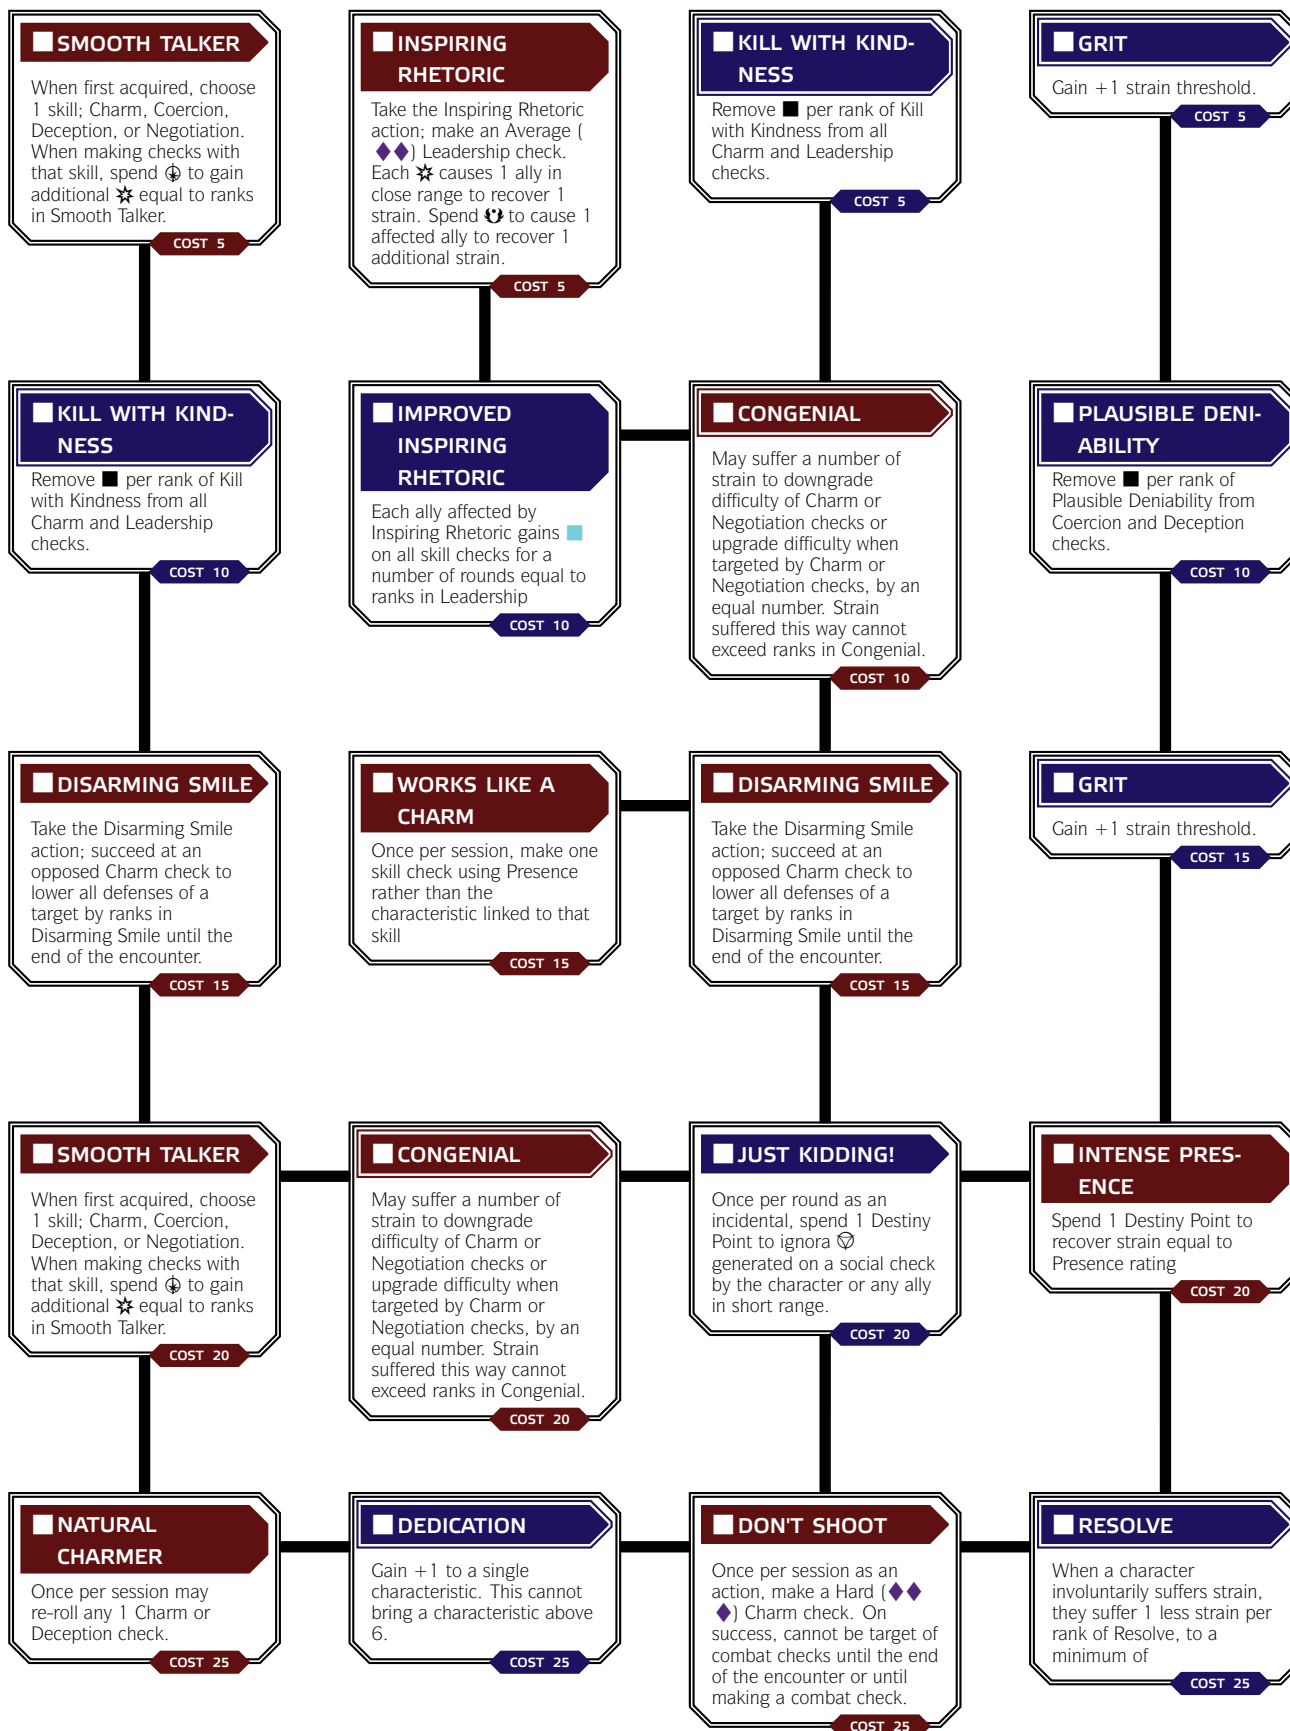 SMOOTH TALKER
When first acquired, choose
1 skill; Charm, Coercion,
Deception, or Negotiation.
When making checks with
that skill, spend to gain
additional equal to ranks
in Smooth Talker.
COST 5
INSPIRING
RHETORIC
Take the Inspiring Rhetoric
action; make an Average (
) Leadership check.
Each causes 1 ally in
close range to recover 1
strain. Spend to cause 1
affected ally to recover 1
additional strain.
COST 5
KILL WITH KIND-
NESS
Remove ■ per rank of Kill
with Kindness from all
Charm and Leadership
checks.
COST 5
GRIT
Gain +1 strain threshold.
COST 5
KILL WITH KIND-
NESS
Remove ■ per rank of Kill
with Kindness from all
Charm and Leadership
checks.
COST 10
IMPROVED
INSPIRING
RHETORIC
Each ally affected by
Inspiring Rhetoric gains ■
on all skill checks for a
number of rounds equal to
ranks in Leadership
COST 10
CONGENIAL
May suffer a number of
strain to downgrade
difficulty of Charm or
Negotiation checks or
upgrade difficulty when
targeted by Charm or
Negotiation checks, by an
equal number. Strain
suffered this way cannot
exceed ranks in Congenial.
COST 10
PLAUSIBLE DENI-
ABILITY
Remove ■ per rank of
Plausible Deniability from
Coercion and Deception
checks.
COST 10
DISARMING SMILE
Take the Disarming Smile
action; succeed at an
opposed Charm check to
lower all defenses of a
target by ranks in
Disarming Smile until the
end of the encounter.
COST 15
WORKS LIKE A
CHARM
Once per session, make one
skill check using Presence
rather than the
characteristic linked to that
skill
COST 15
DISARMING SMILE
Take the Disarming Smile
action; succeed at an
opposed Charm check to
lower all defenses of a
target by ranks in
Disarming Smile until the
end of the encounter.
COST 15
GRIT
Gain +1 strain threshold.
COST 15
SMOOTH TALKER
When first acquired, choose
1 skill; Charm, Coercion,
Deception, or Negotiation.
When making checks with
that skill, spend to gain
additional equal to ranks
in Smooth Talker.
COST 20
CONGENIAL
May suffer a number of
strain to downgrade
difficulty of Charm or
Negotiation checks or
upgrade difficulty when
targeted by Charm or
Negotiation checks, by an
equal number. Strain
suffered this way cannot
exceed ranks in Congenial.
COST 20
JUST KIDDING!
Once per round as an
incidental, spend 1 Destiny
Point to ignora
generated on a social check
by the character or any ally
in short range.
COST 20
INTENSE PRES-
ENCE
Spend 1 Destiny Point to
recover strain equal to
Presence rating
COST 20
NATURAL
CHARMER
Once per session may
re-roll any 1 Charm or
Deception check.
COST 25
DEDICATION
Gain +1 to a single
characteristic. This cannot
bring a characteristic above
6.
COST 25
DON'T SHOOT
Once per session as an
action, make a Hard (◆◆
◆) Charm check. On
success, cannot be target of
combat checks until the end
of the encounter or until
making a combat check.
COST 25
RESOLVE
When a character
involuntarily suffers strain,
they suffer 1 less strain per
rank of Resolve, to a
minimum of
COST 25